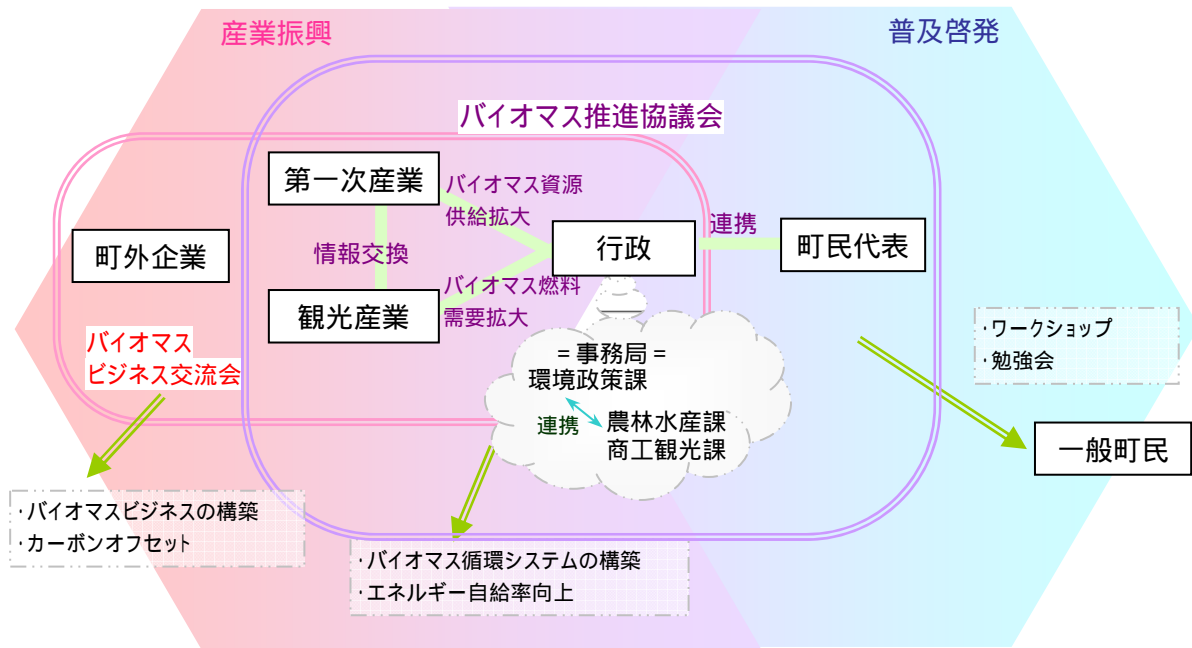 産業振興
普及啓発
バイオマス推進協議会
第一次産業
バイオマス資源
供給拡大
町外企業
情報交換
行政
連携
町民代表
観光産業
バイオマス燃料
需要拡大
バイオマス
ビジネス交流会
=事務局=
環境政策課
連携
農林水産課
商工観光課
・ワークショップ
・勉強会
一般町民
・バイオマスビジネスの構築
・カーボンオフセット
・バイオマス循環システムの構築
・エネルギー自給率向上